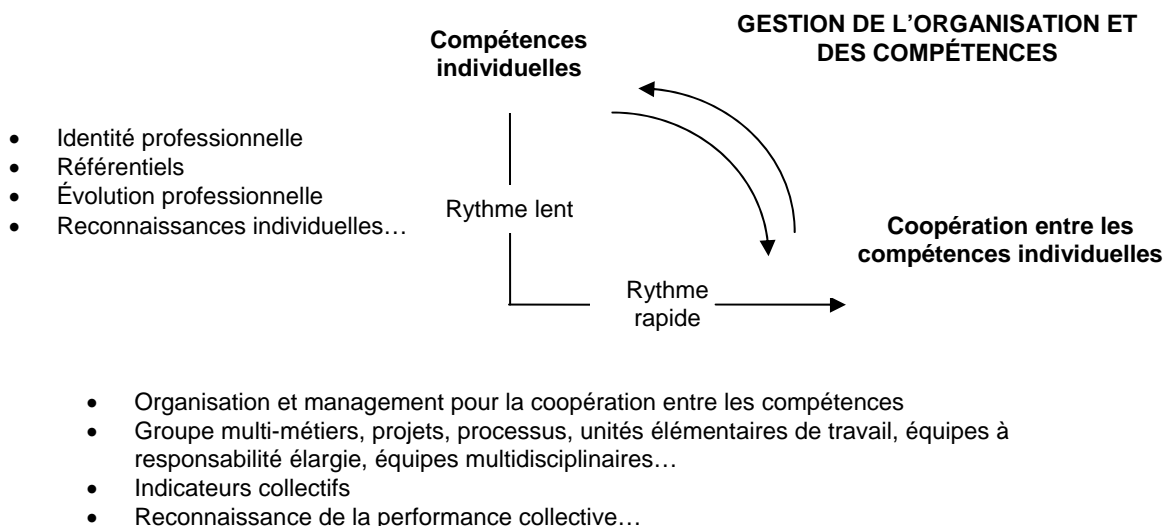 GESTION DE L'ORGANISATION ET
DES COMPÉTENCES
Compétences
individuelles
• Identité professionnelle
• Référentiels
• Évolution professionnelle
• Reconnaissances individuelles…
Rythme lent
Coopération entre les
compétences individuelles
Rythme
rapide
• Organisation et management pour la coopération entre les compétences
• Groupe multi-métiers, projets, processus, unités élémentaires de travail, équipes à
responsabilité élargie, équipes multidisciplinaires…
• Indicateurs collectifs
• Reconnaissance de la performance collective…